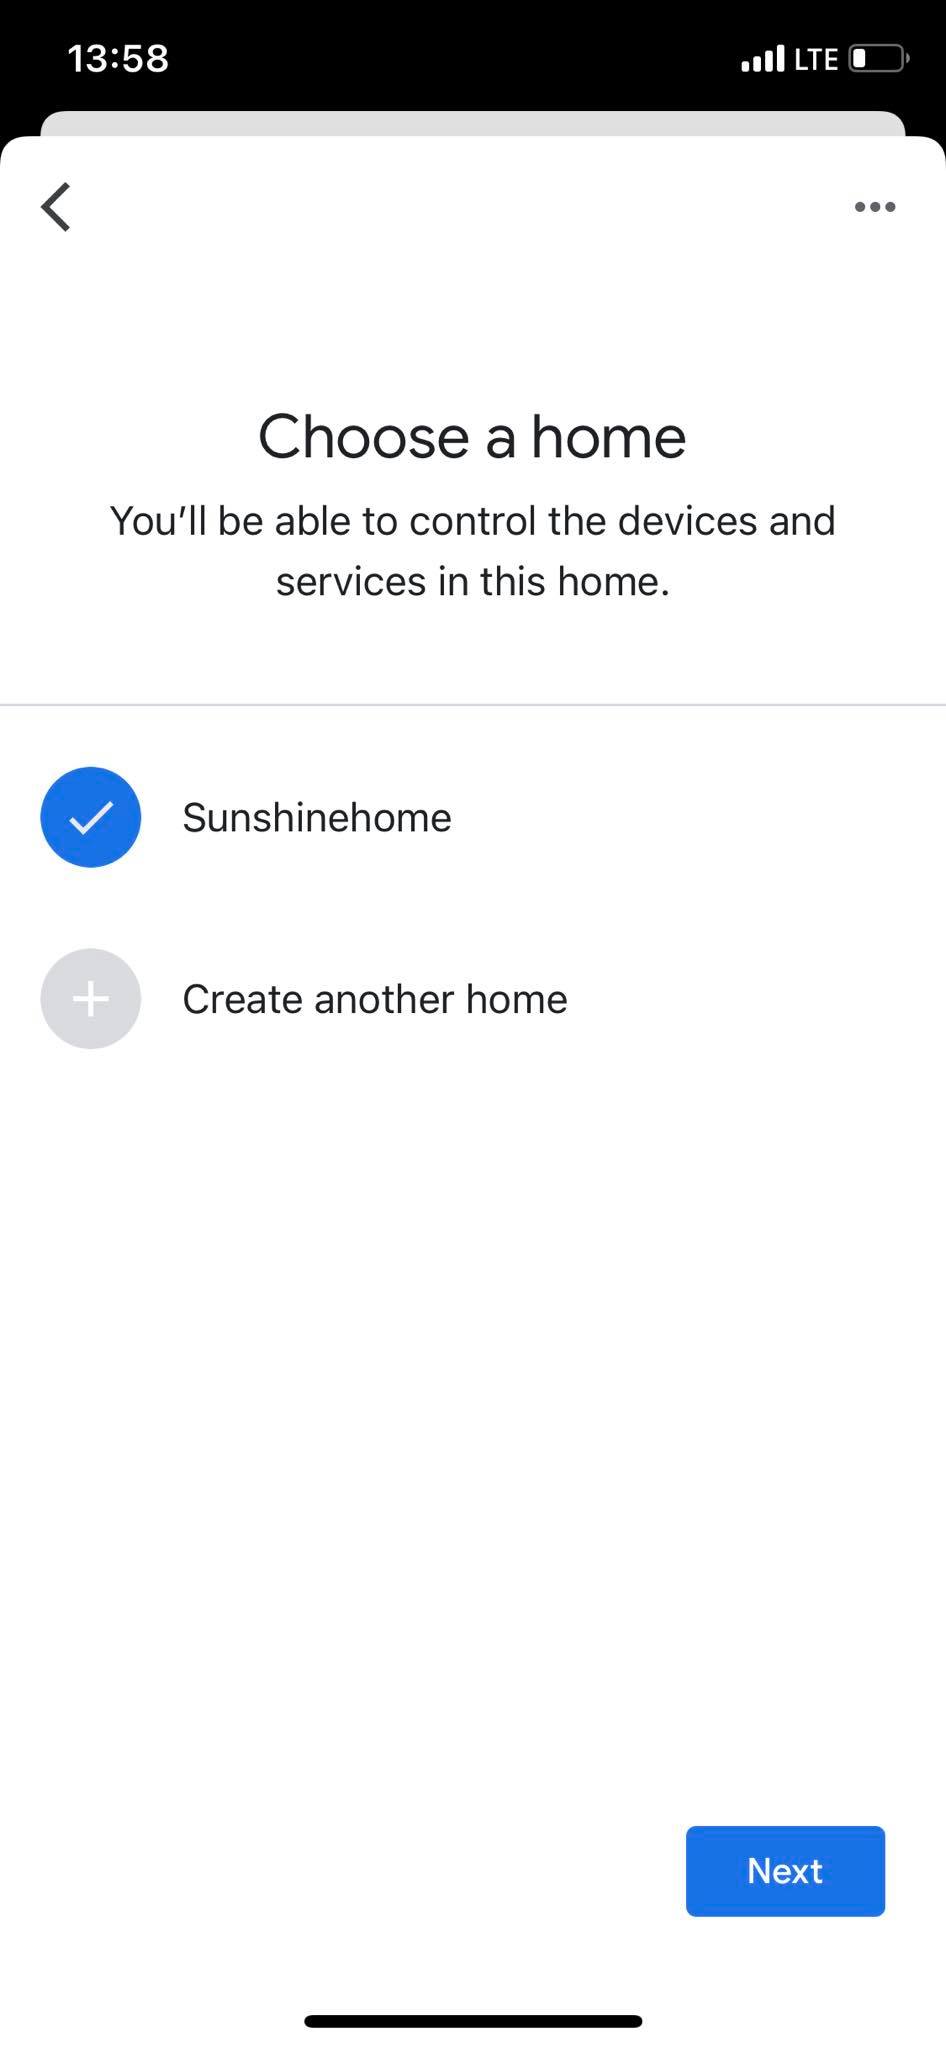 13:58
LTE
Choose a home
You’ll be able to control the devices and
services in this home.
Sunshinehome
Create another home
Next